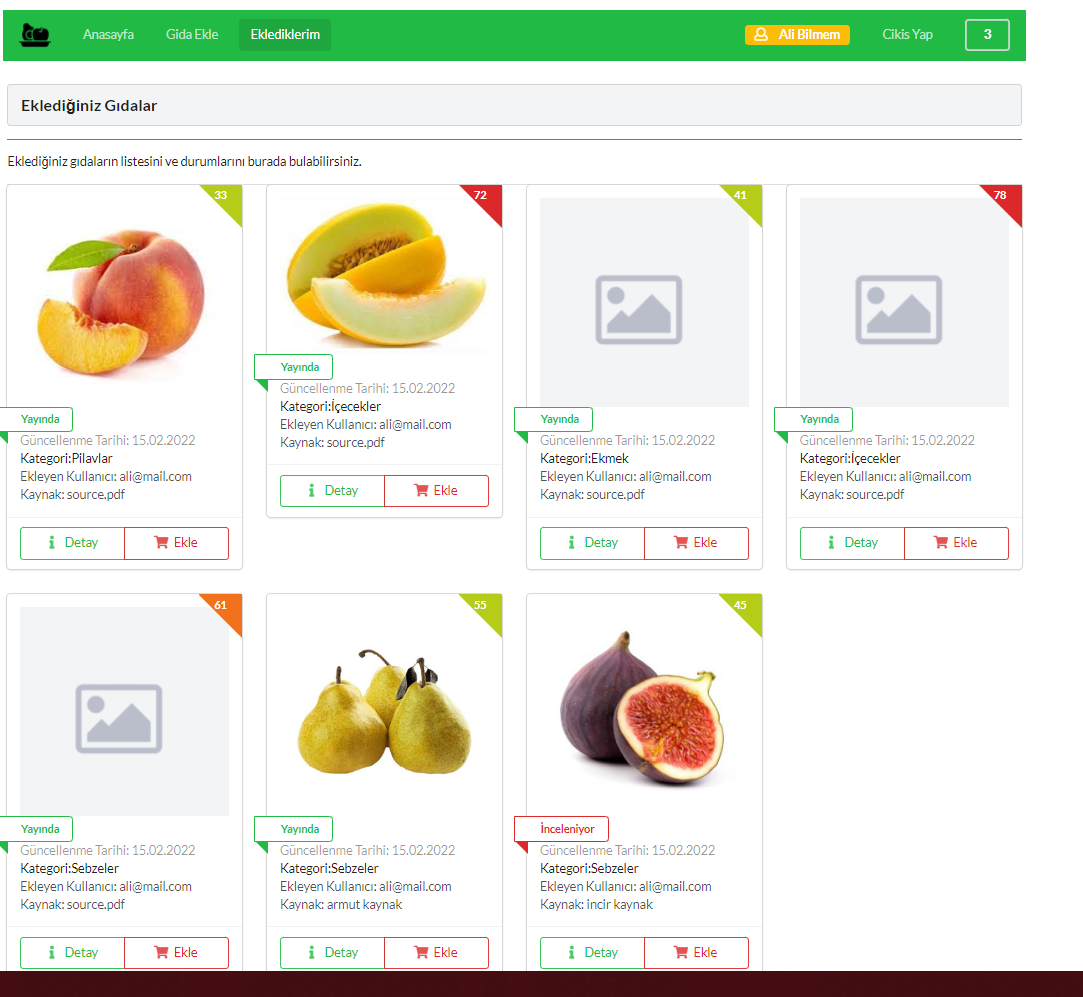 Anasayfa
Gida Ekle
Eklediklerim
Ali Bilmem
Cikis Yap
3
Eklediğiniz Gıdalar
Eklediğiniz gıdaların listesini ve durumlarını burada bulabilirsiniz.
33
Yayında
Güncellenme Tarihi: 15.02.2022
Kategori:Pilavlar
Ekleyen Kullanıcı: ali@mail.com
Kaynak: source.pdf
Detay
Ekle
72
Yayında
Güncellenme Tarihi: 15.02.2022
Kategori:İçecekler
Ekleyen Kullanıcı: ali@mail.com
Kaynak: source.pdf
Detay
Ekle
41
Yayında
Güncellenme Tarihi: 15.02.2022
Kategori:Ekmek
Ekleyen Kullanıcı: ali@mail.com
Kaynak: source.pdf
Detay
Ekle
78
Yayında
Güncellenme Tarihi: 15.02.2022
Kategori:İçecekler
Ekleyen Kullanıcı: ali@mail.com
Kaynak: source.pdf
Detay
Ekle
61
Yayında
Güncellenme Tarihi: 15.02.2022
Kategori:Sebzeler
Ekleyen Kullanıcı: ali@mail.com
Kaynak: source.pdf
Detay
Ekle
55
Yayında
Güncellenme Tarihi: 15.02.2022
Kategori:Sebzeler
Ekleyen Kullanıcı: ali@mail.com
Kaynak: armut kaynak
Detay
Ekle
45
İnceleniyor
Güncellenme Tarihi: 15.02.2022
Kategori:Sebzeler
Ekleyen Kullanıcı: ali@mail.com
Kaynak: incir kaynak
Detay
Ekle